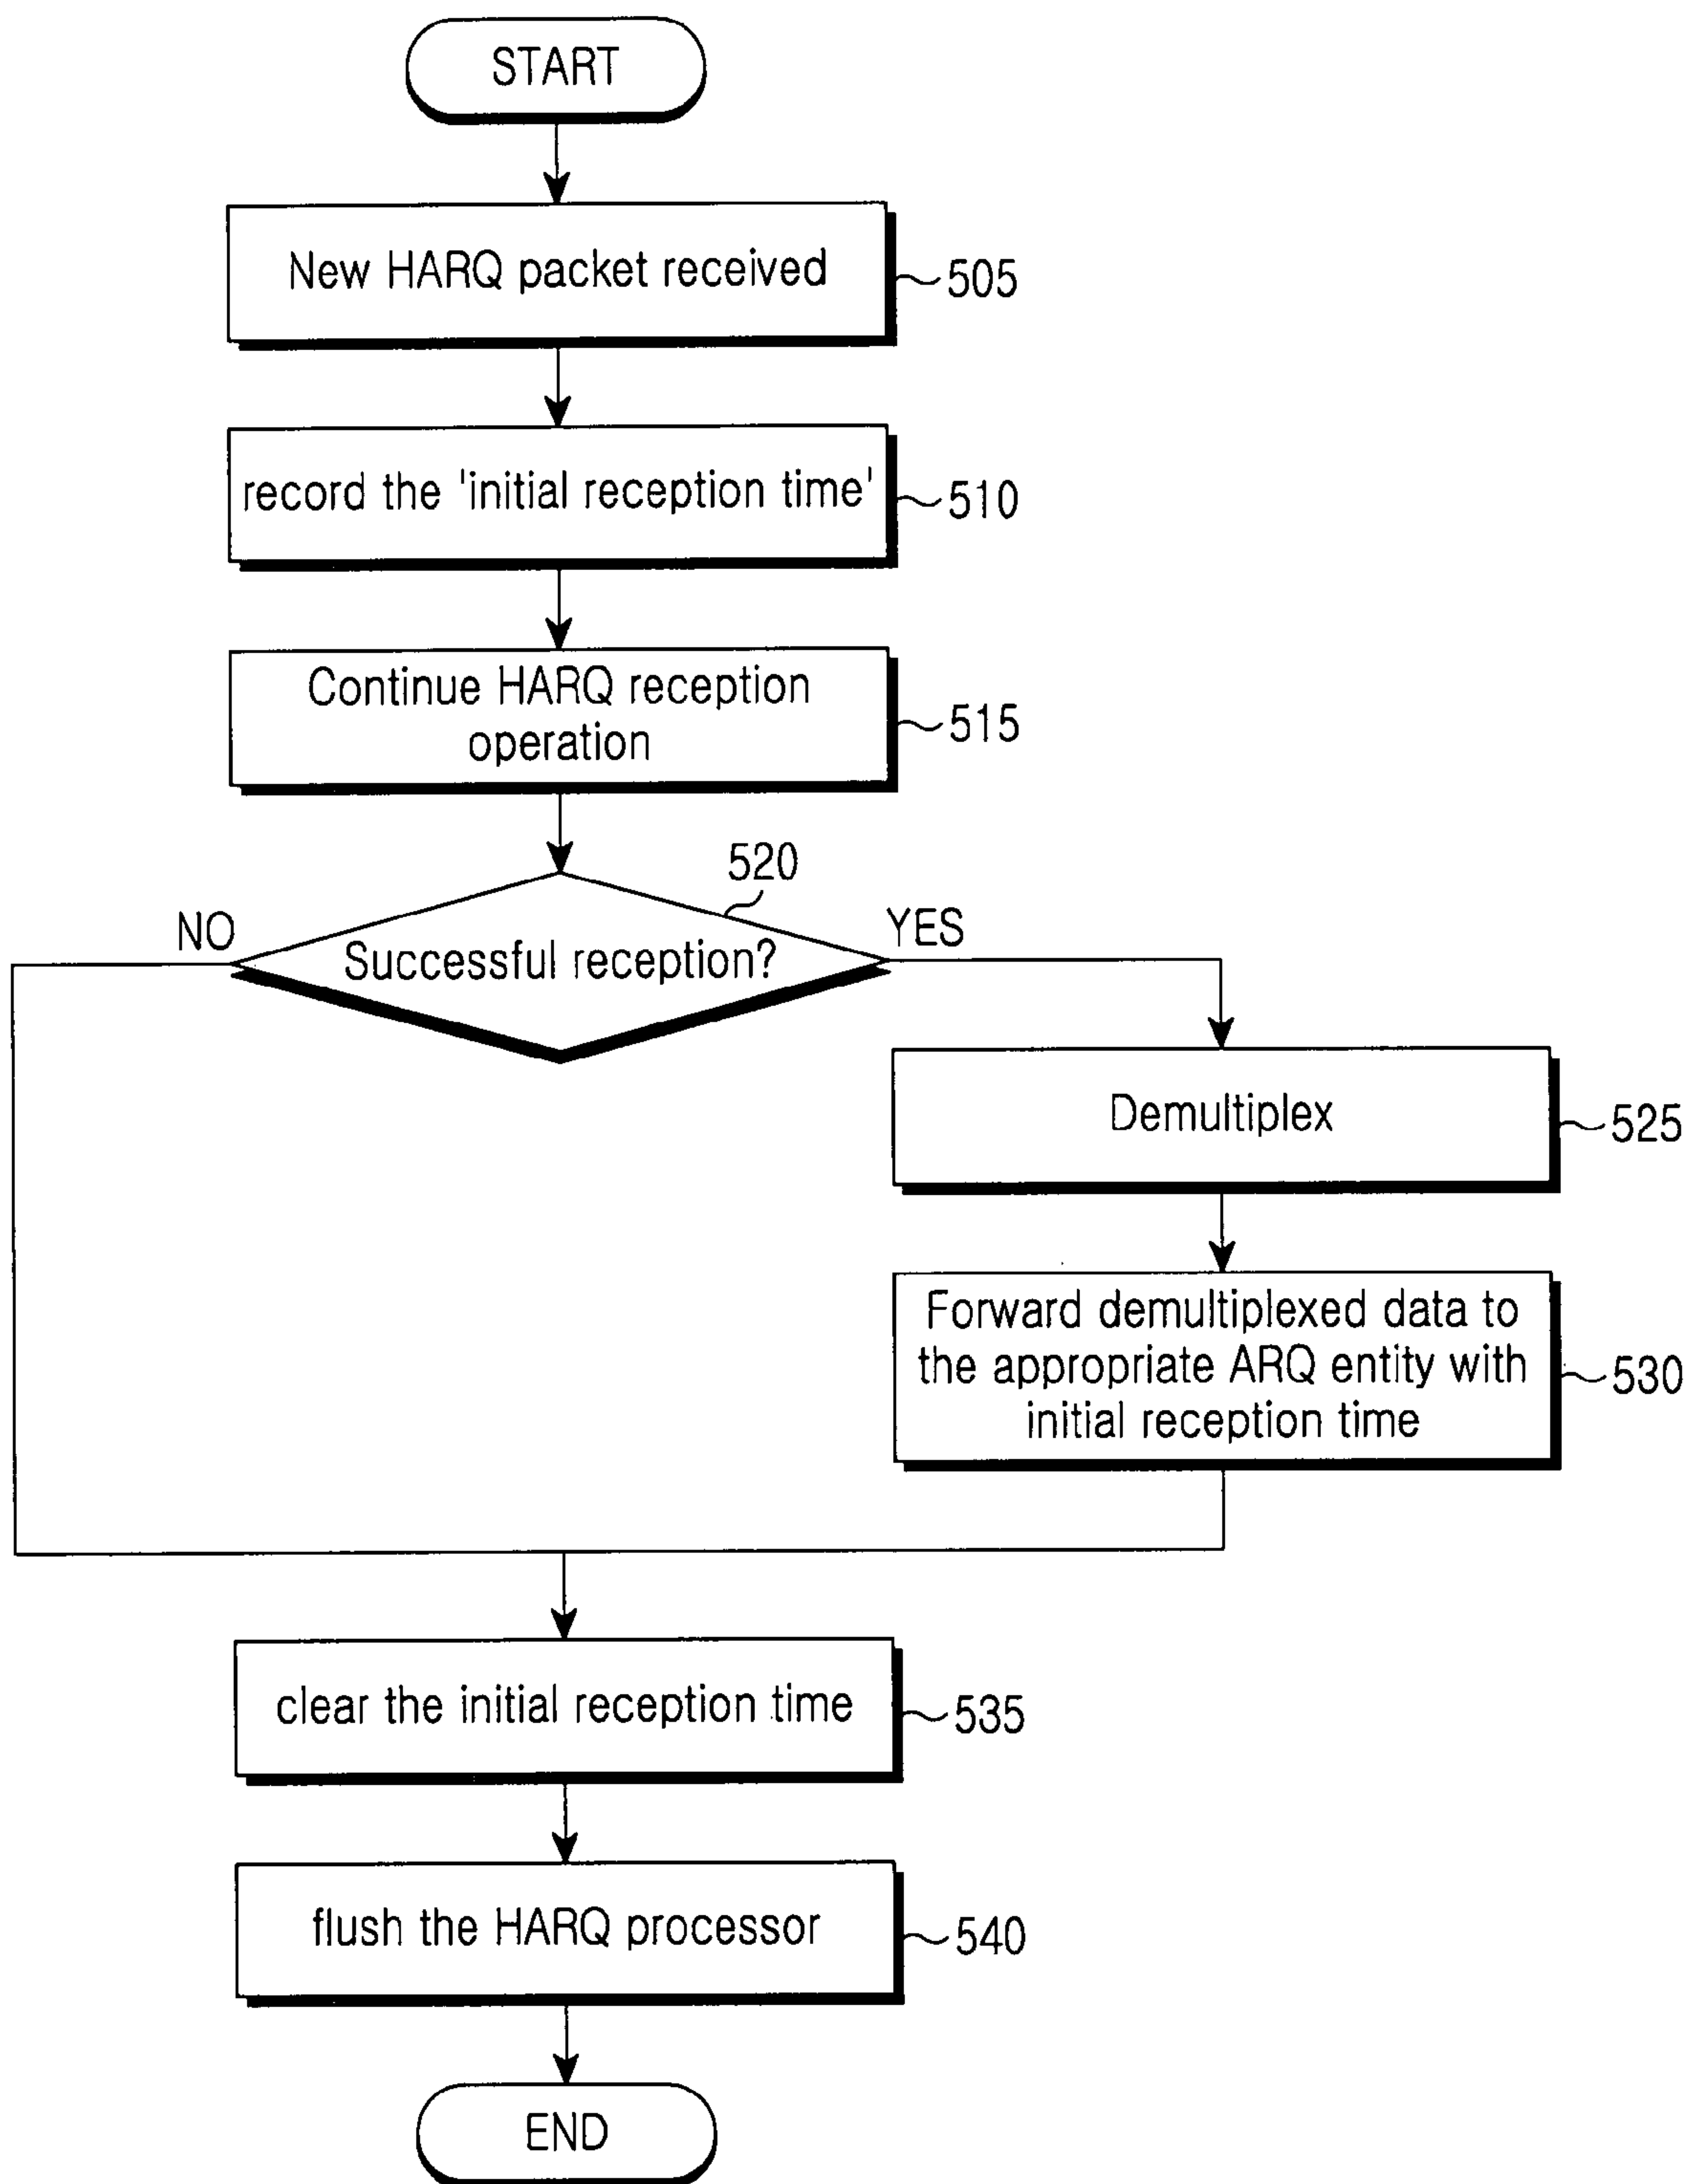 START
New HARQ packet received
505
record the 'initial reception time'
510
Continue HARQ reception
operation
515
520
NO
Successful reception?
YES
Demultiplex
525
Forward demultiplexed data to
the appropriate ARQ entity with
initial reception time
530
clear the initial reception time
535
flush the HARQ processor
540
END